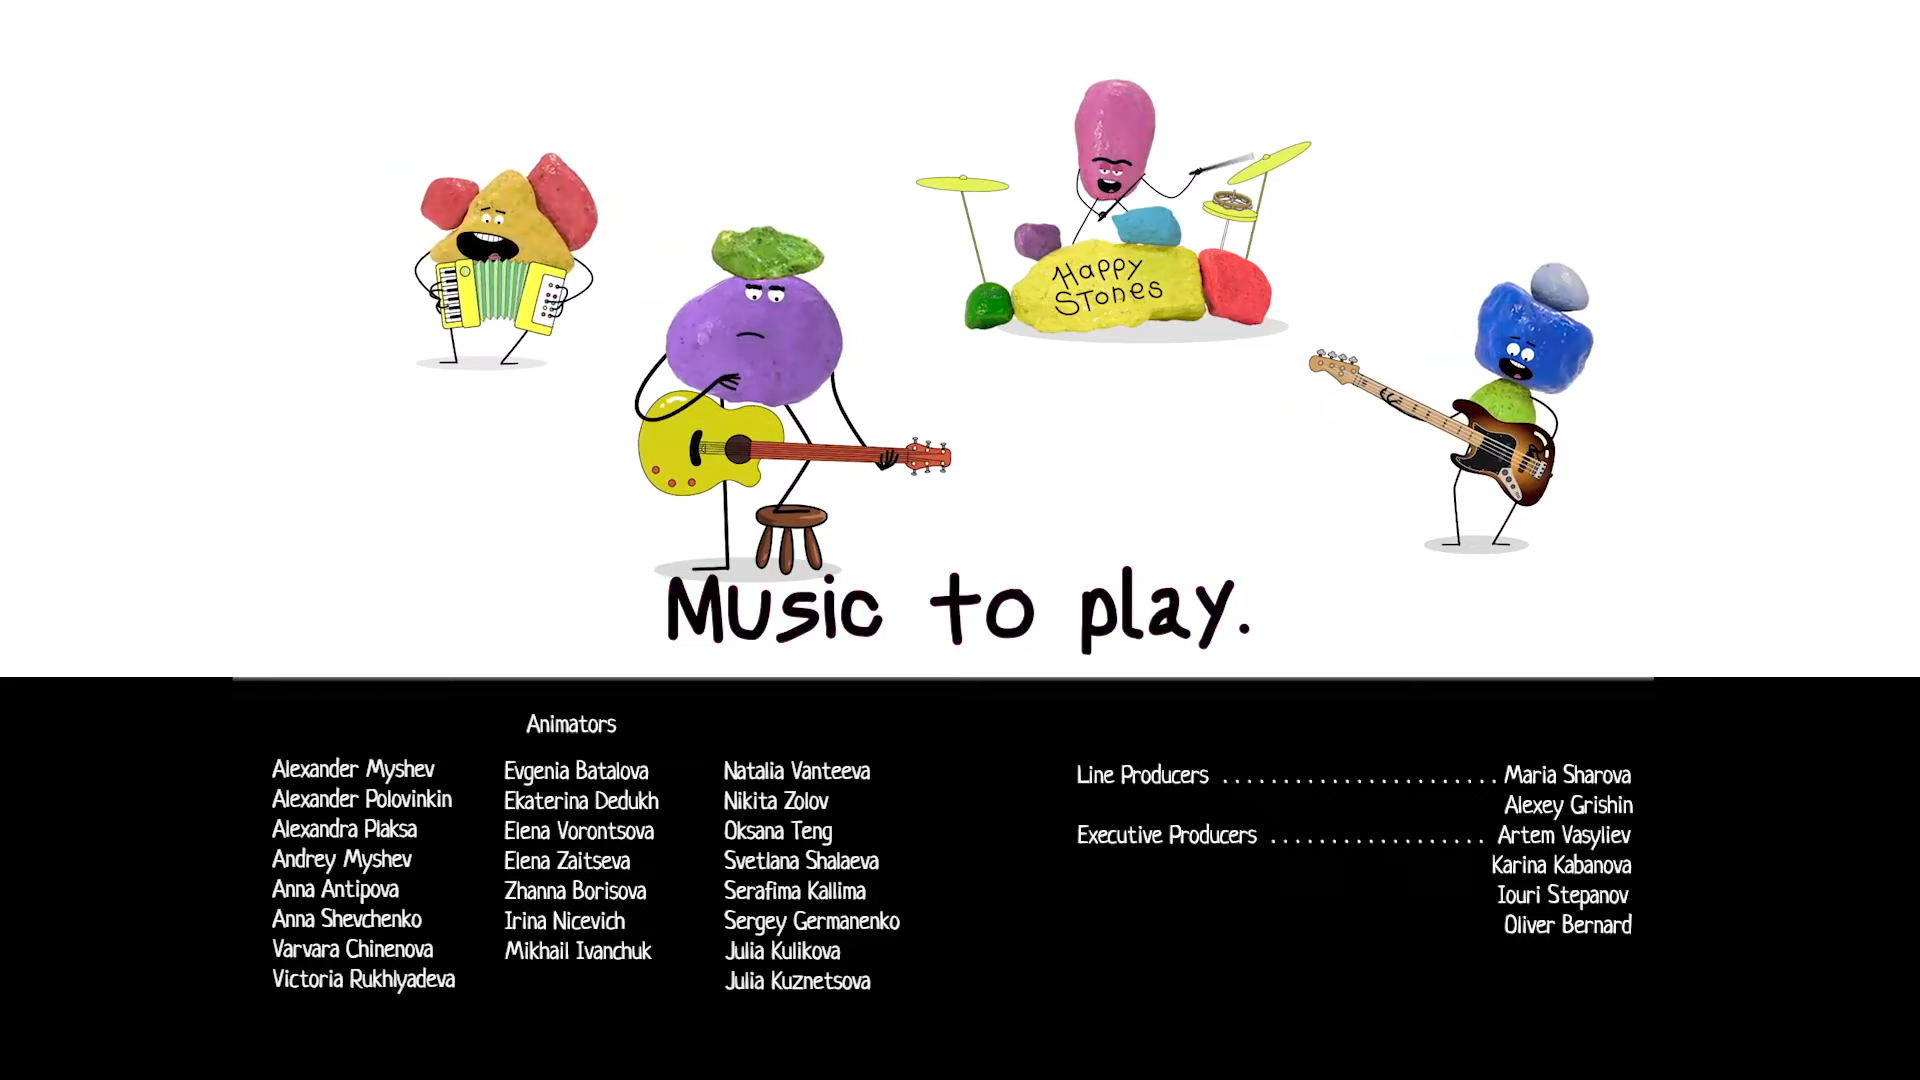 Happy
Stones
Music to play.
Animators
Alexander Myshev
Alexander Polovinkin
Alexandra Plaksa
Andrey Myshev
Anna Antipova
Anna Shevchenko
Varvara Chinenova
Victoria Rukhlyadeva
Evgenia Batalova
Ekaterina Dedukh
Elena Vorontsova
Elena Zaitseva
Zhanna Borisova
Irina Nicevich
Mikhail Ivanchuk
Natalia Vanteeva
Nikita Zolov
Oksana Teng
Svetlana Shalaeva
Serafima Kallima
Sergey Germanenko
Julia Kulikova
Julia Kuznetsova
Line Producers ....................... Maria Sharova
Alexey Grishin
Executive Producers .................. Artem Vasyliev
Karina Kabanova
Iouri Stepanov
Oliver Bernard